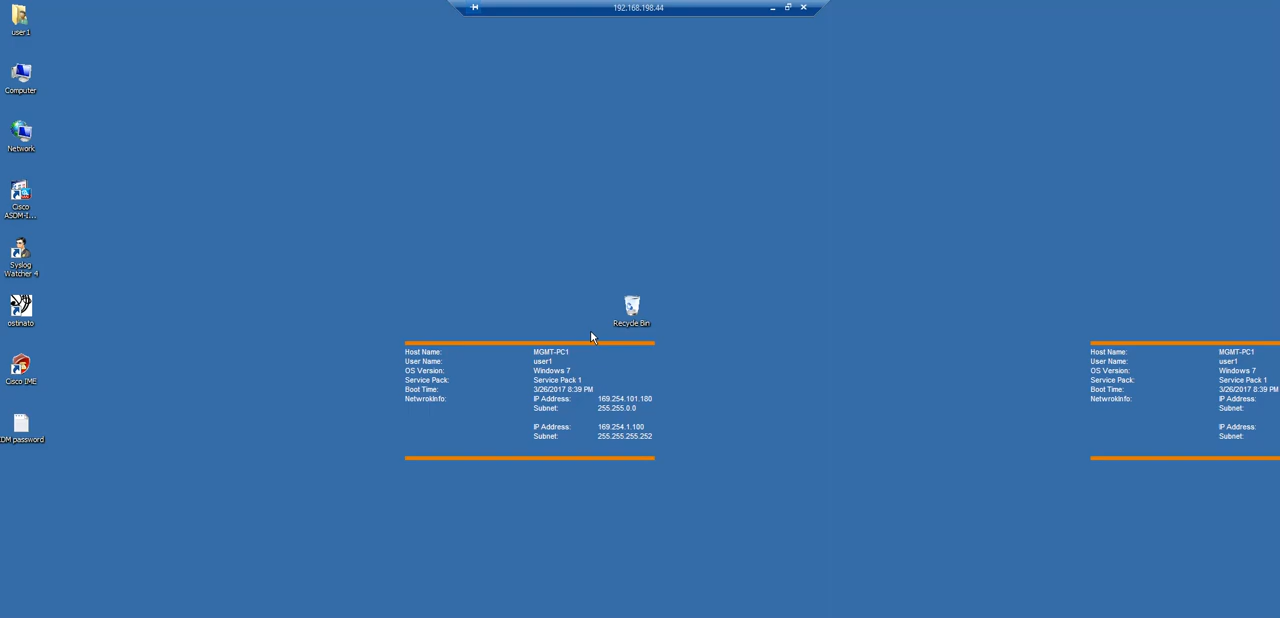 192.168.198.44
user1
Computer
Network
Cisco
ASDM-I...
Syslog
Watcher 4
ostinato
Cisco IME
DM password
Recycle Bin
Host Name: MGMT-PC1
User Name: user1
OS Version: Windows 7
Service Pack: Service Pack 1
Boot Time: 3/26/2017 8:39 PM
NetwrokInfo: IP Address: 169.254.101.180
Subnet: 255.255.0.0
IP Address: 169.254.1.100
Subnet: 255.255.255.252
Host Name: MGMT-PC1
User Name: user1
OS Version: Windows 7
Service Pack: Service Pack 1
Boot Time: 3/26/2017 8:39 PM
NetwrokInfo: IP Address:
Subnet:
IP Address:
Subnet: